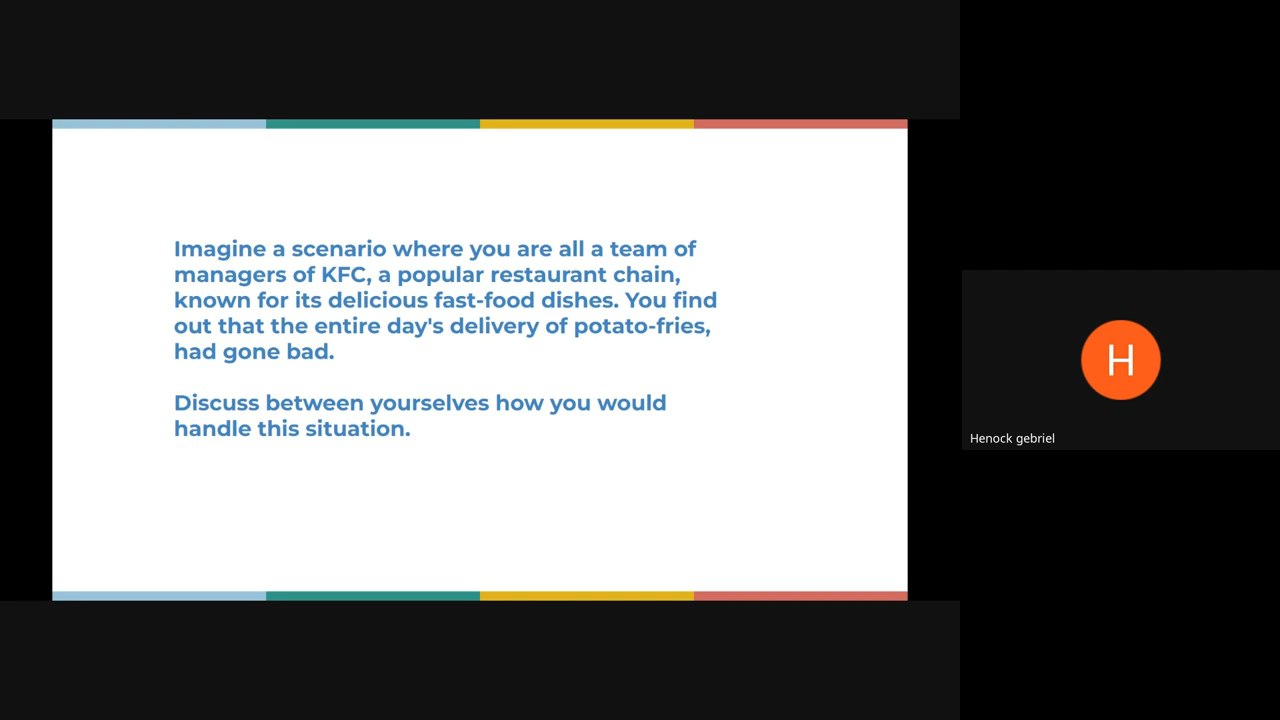 Imagine a scenario where you are all a team of
managers of KFC, a popular restaurant chain,
known for its delicious fast-food dishes. You find
out that the entire day's delivery of potato-fries,
had gone bad.
Discuss between yourselves how you would
handle this situation.
H
Henock gebriel